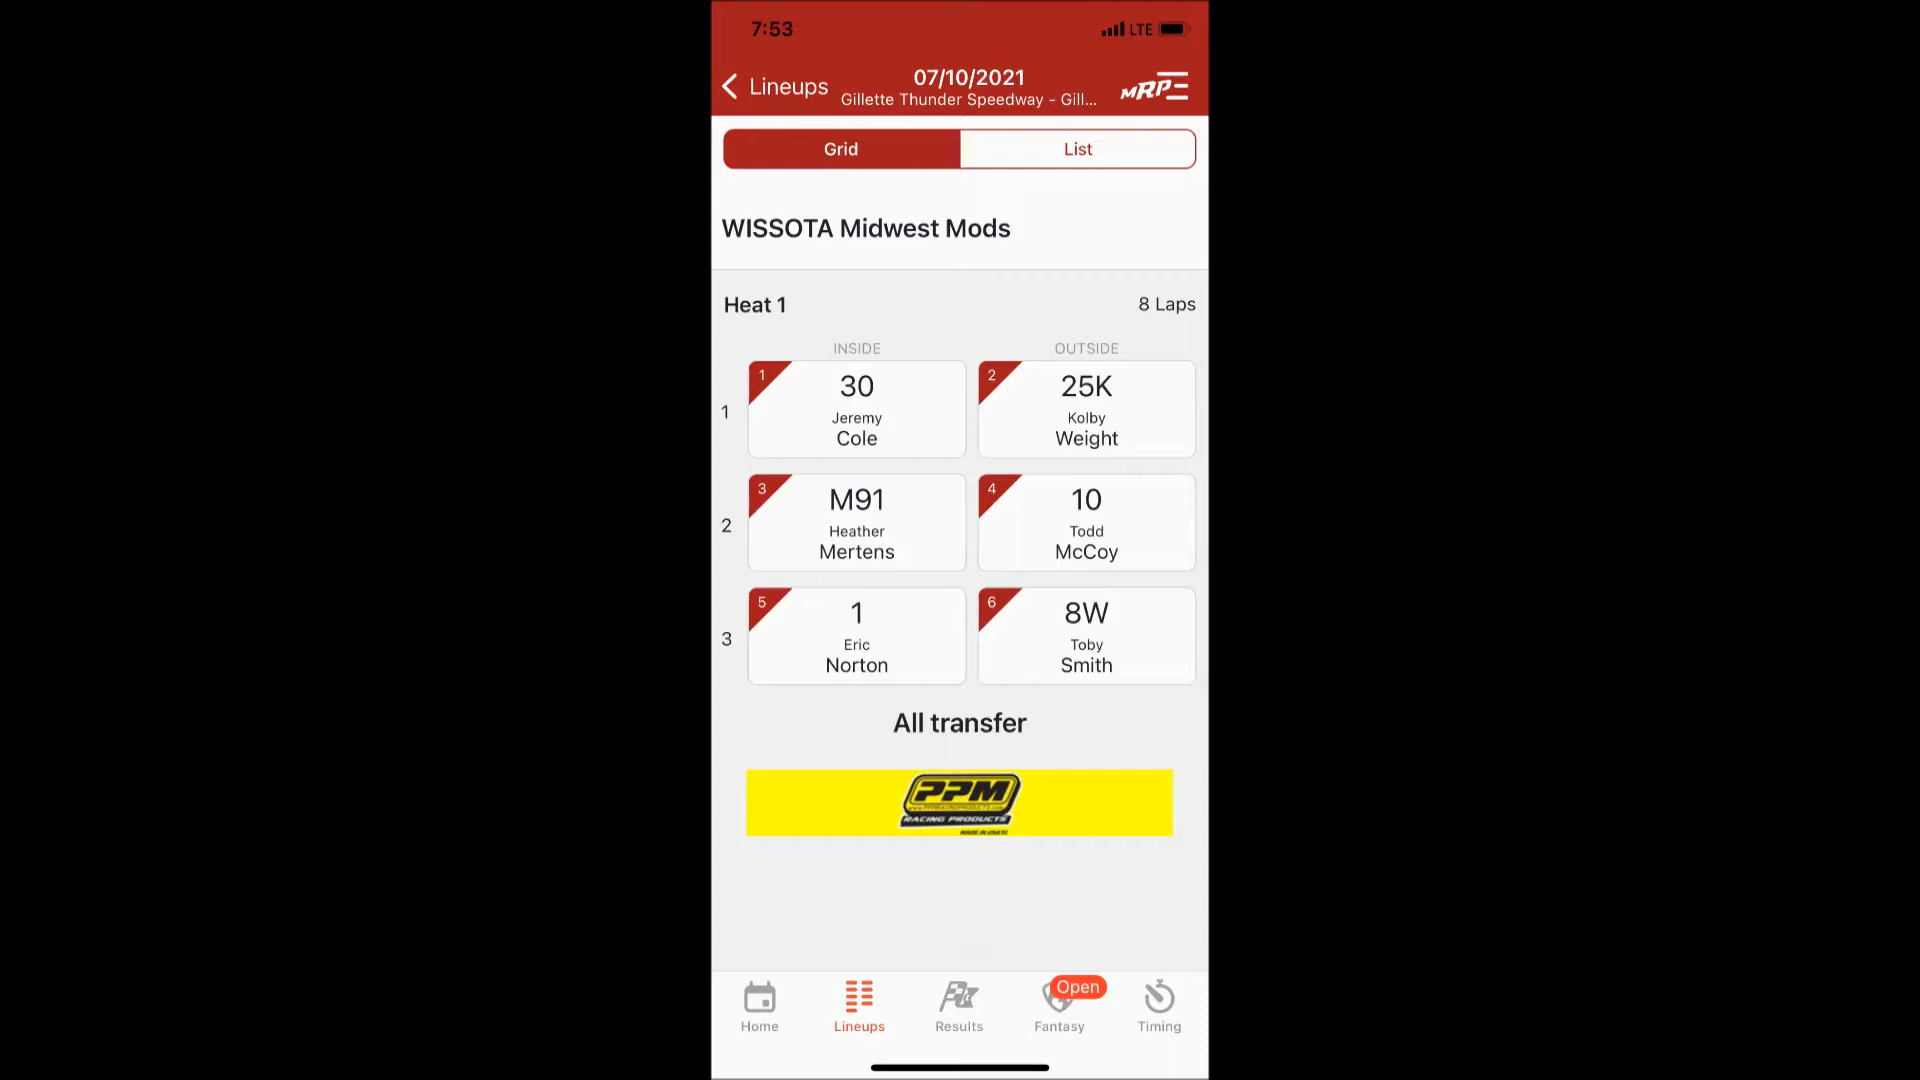 7:53
LTE
Lineups
07/10/2021
MRP
Gillette Thunder Speedway - Gill...
Grid
List
WISSOTA Midwest Mods
Heat 1
8 Laps
INSIDE
OUTSIDE
1
1
30
Jeremy
Cole
2
25K
Kolby
Weight
2
3
M91
Heather
Mertens
4
10
Todd
McCoy
3
5
1
Eric
Norton
6
8W
Toby
Smith
All transfer
PPM
RACING PRODUCTS
Open
Home
Lineups
Results
Fantasy
Timing